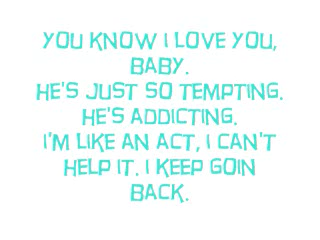 YOU KNOW I LOVE YOU,
BABY.
HE'S JUST SO TEMPTING.
HE'S ADDICTING.
I'M LIKE AN ACT, I CAN'T
HELP IT. I KEEP GOIN
BACK.